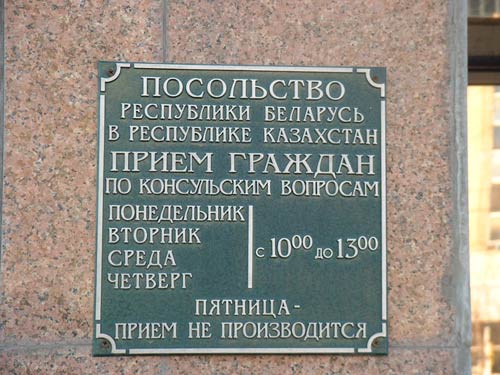 ПОСОЛЬСТВО
РЕСПУБЛИКИ БЕЛАРУСЬ
В РЕСПУБЛИКЕ КАЗАХСТАН
ПРИЕМ ГРАЖДАН
ПО КОНСУЛЬСКИМ ВОПРОСАМ
ПОНЕДЕЛЬНИК
ВТОРНИК
СРЕДА
ЧЕТВЕРГ
С 10⁰⁰ ДО 13⁰⁰
ПЯТНИЦА -
ПРИЕМ НЕ ПРОИЗВОДИТСЯ